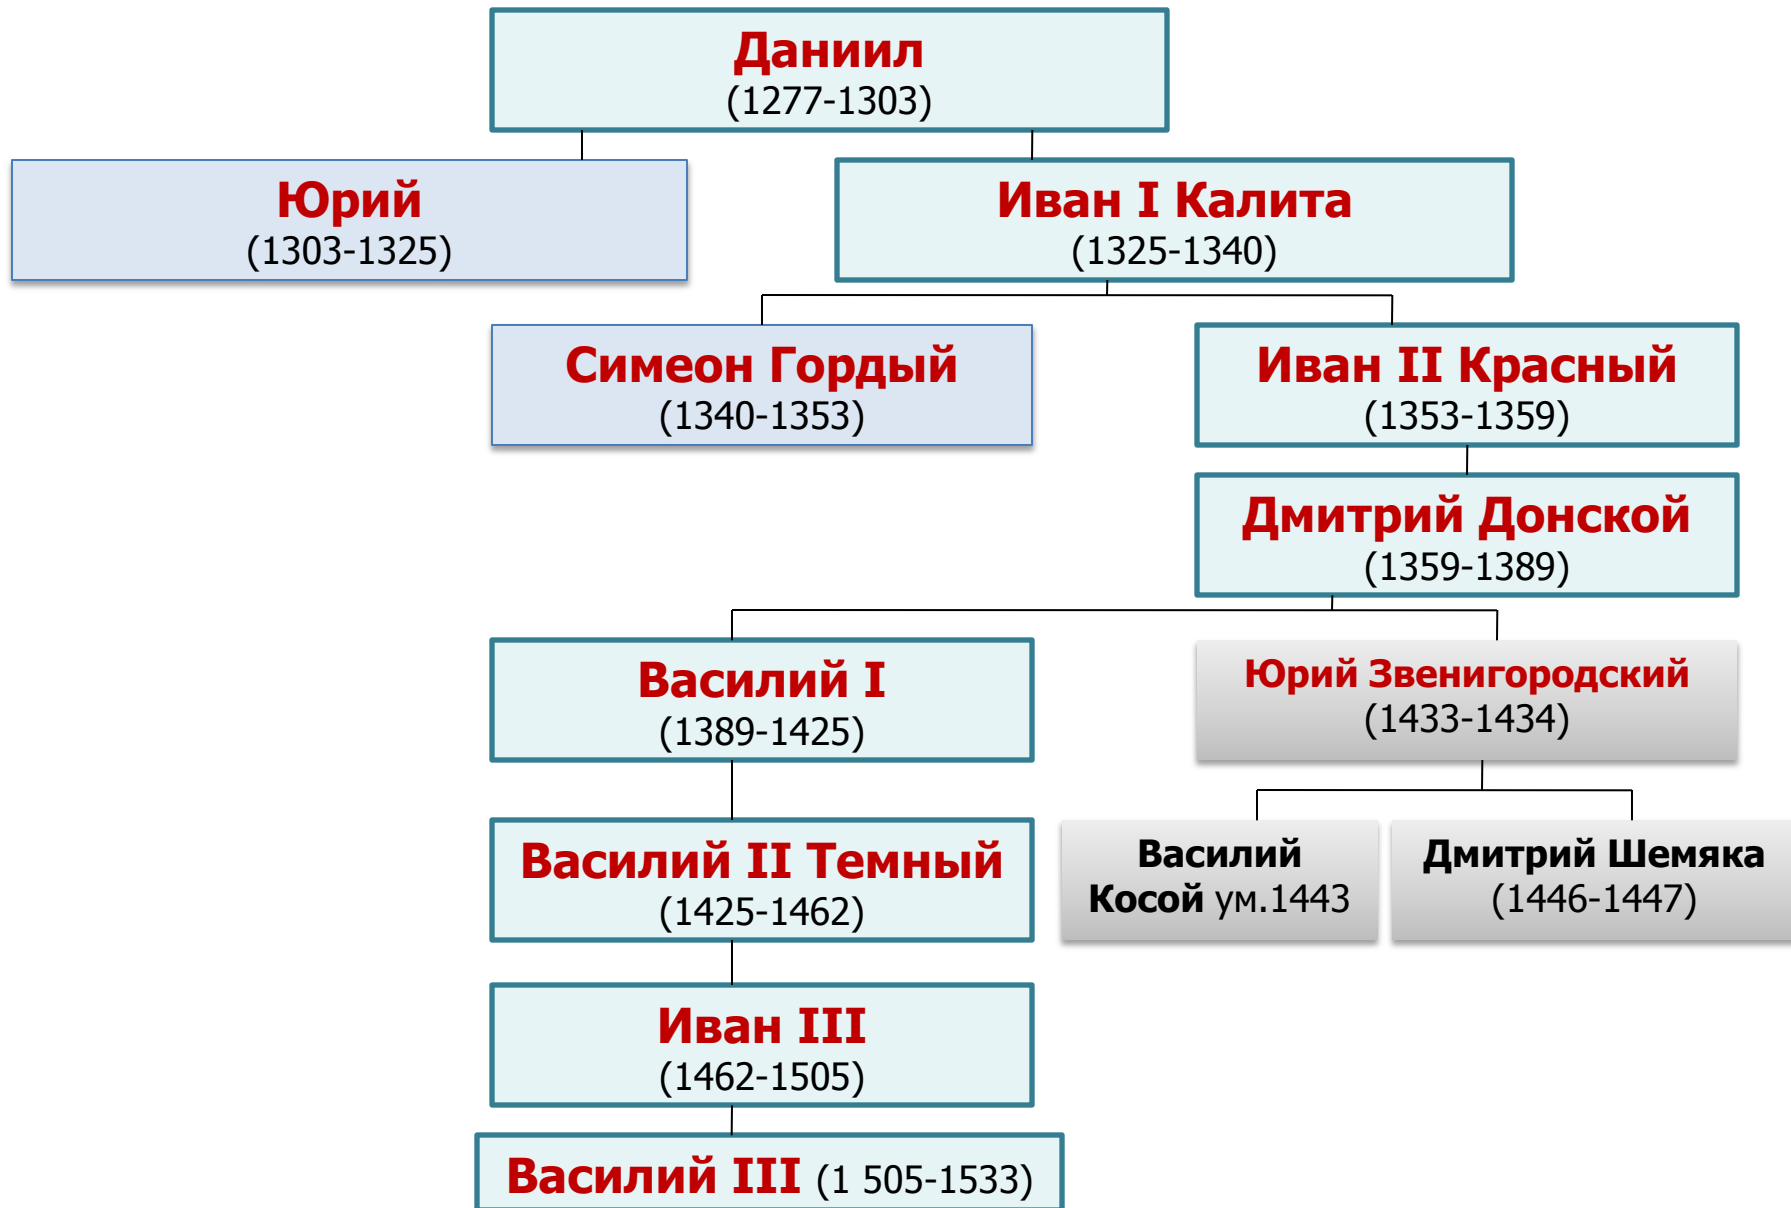 Даниил
(1277-1303)
Юрий
(1303-1325)
Иван I Калита
(1325-1340)
Симеон Гордый
(1340-1353)
Иван II Красный
(1353-1359)
Дмитрий Донской
(1359-1389)
Василий I
(1389-1425)
Юрий Звенигородский
(1433-1434)
Василий II Темный
(1425-1462)
Василий
Косой ум.1443
Дмитрий Шемяка
(1446-1447)
Иван III
(1462-1505)
Василий III (1 505-1533)